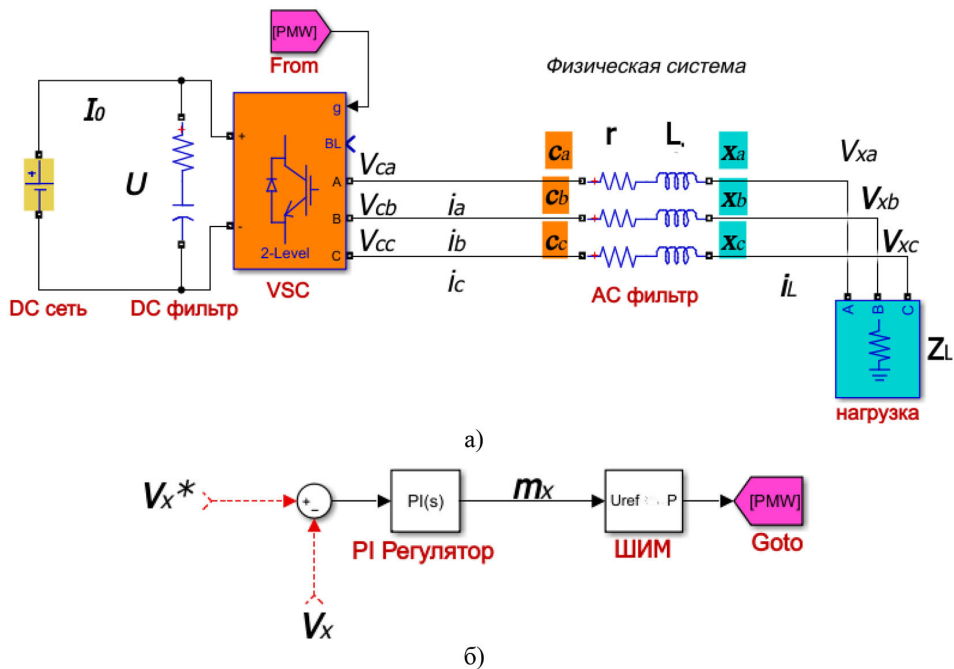 [PMW]
From
Физическая система
I0
g
+
BL
r
L
U
Vca
A
ca
xa
Vxa
Vcb
ia
B
cb
xb
Vxb
-
2-Level
Vcc
ib
C
cc
xc
Vxc
DC сеть
DC фильтр
VSC
ic
AC фильтр
iL
A
B
C
ZL
нагрузка
а)
Vx*
+
−
PI(s)
mx
Uref
P
[PMW]
PI Регулятор
ШИМ
Goto
Vx
б)